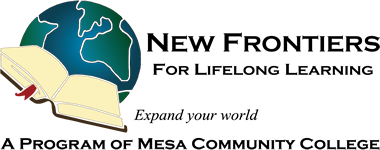 New Frontiers
For Lifelong Learning
Expand your world
A Program of Mesa Community College